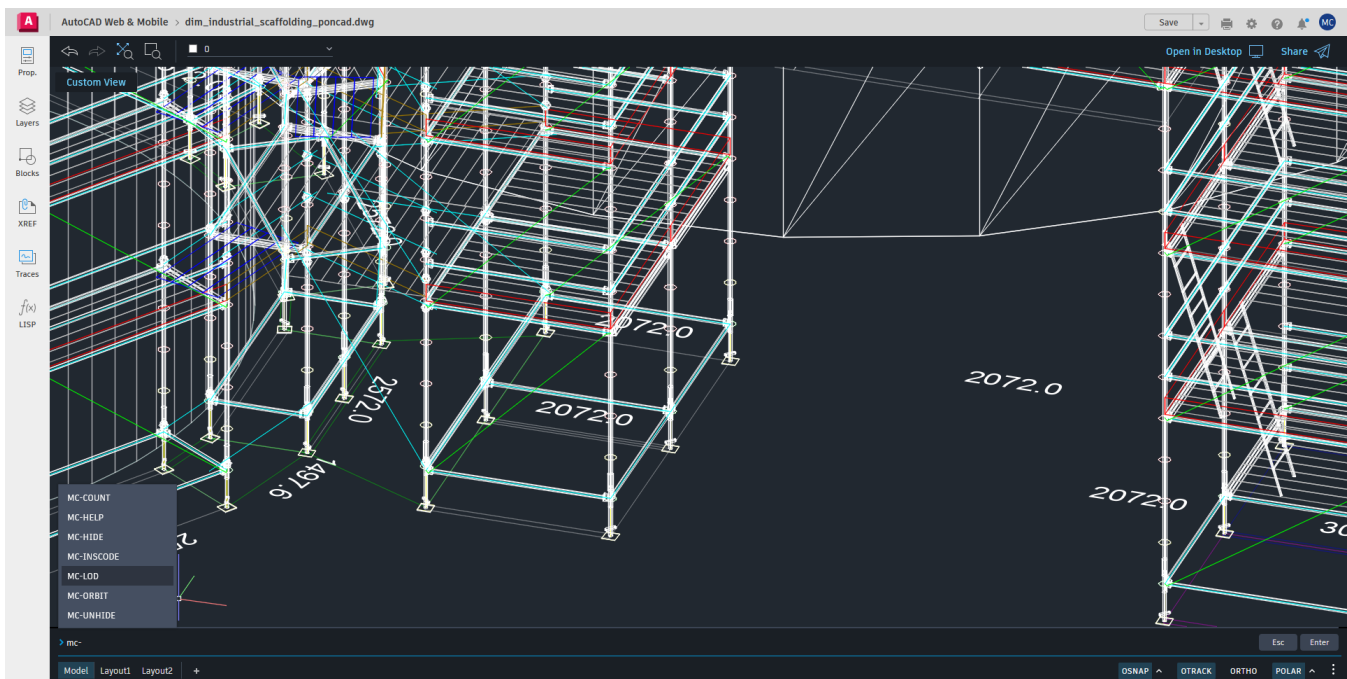 A AutoCAD Web & Mobile > dim_industrial_scaffolding_poncad.dwg Save MC
0 Open in Desktop Share
Prop.
Custom View
Layers
Blocks
XREF
Traces
f(x)
LISP
2072.0
2072.0
2572.0
2072.0
1497.6
2072.0
MC-COUNT
MC-HELP
MC-HIDE
MC-INSCODE
MC-LOD
MC-ORBIT
MC-UNHIDE
> mc- Esc Enter
Model Layout1 Layout2 + OSNAP OTRACK ORTHO POLAR